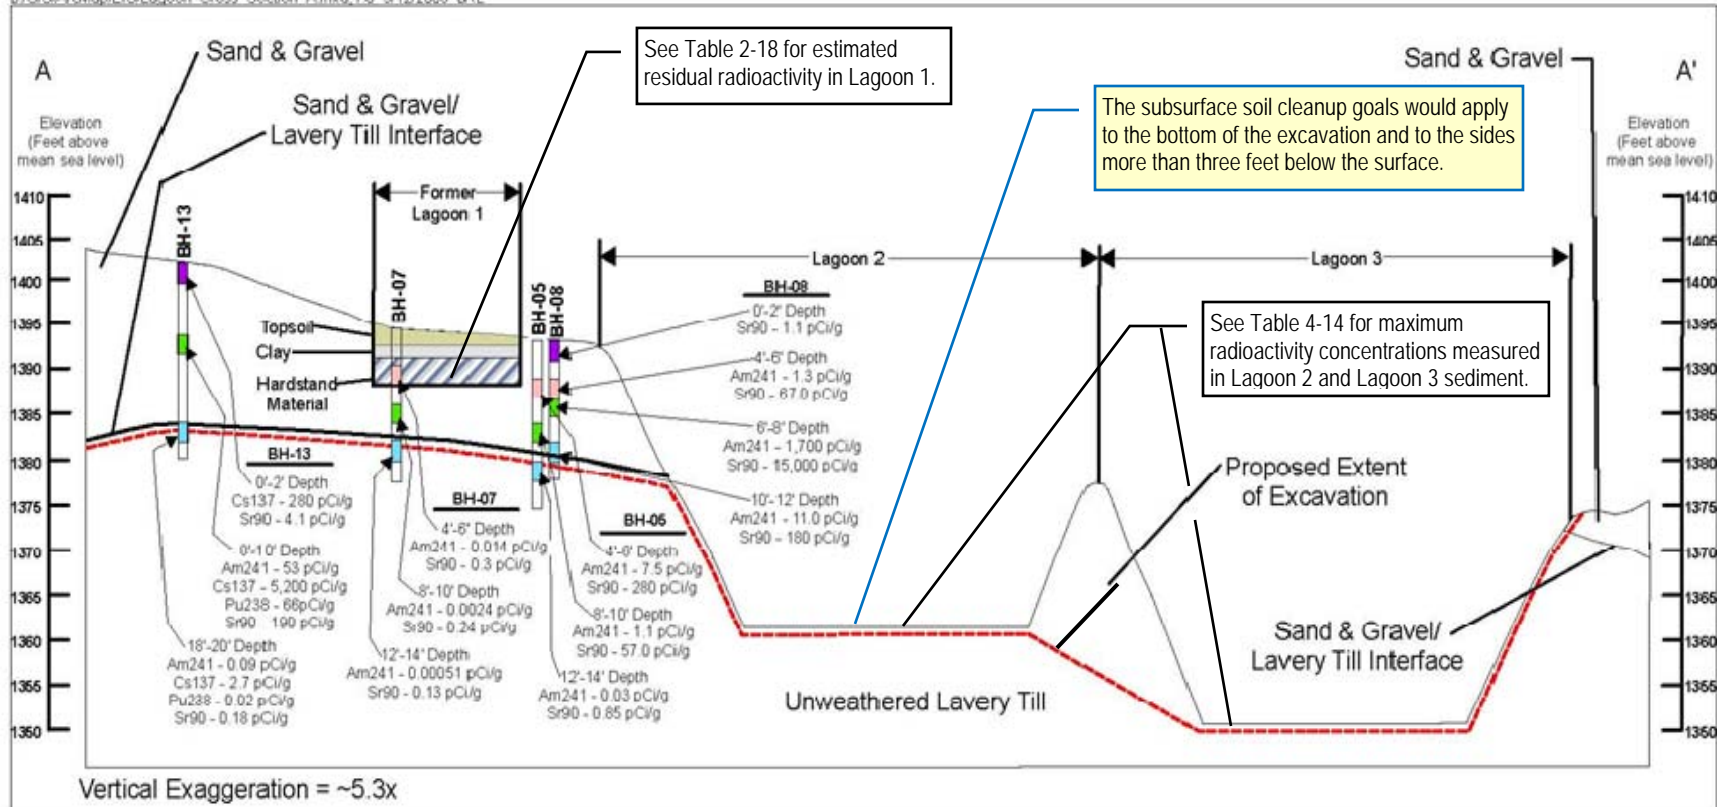 A
Sand & Gravel
See Table 2-18 for estimated
residual radioactivity in Lagoon 1.
Sand & Gravel
A'
Elevation
(Feet above
mean sea level)
Sand & Gravel/
Lavery Till Interface
The subsurface soil cleanup goals would apply
to the bottom of the excavation and to the sides
more than three feet below the surface.
Elevation
(Feet above
mean sea level)
1410
1405
1400
1395
1390
1385
1380
1375
1370
1365
1360
1355
1350
BH-13
Former
Lagoon 1
BH-07
BH-05
BH-08
Lagoon 2
Lagoon 3
Topsoil
Clay
Hardstand
Material
BH-08
0'-2' Depth
Sr90 - 1.1 pCi/g
4'-6' Depth
Am241 - 1.3 pCi/g
Sr90 - 67.0 pCi/g
6'-8' Depth
Am241 - 1,700 pCi/g
Sr90 - 15,000 pCi/g
10'-12' Depth
Am241 - 11.0 pCi/g
Sr90 - 180 pCi/g
See Table 4-14 for maximum
radioactivity concentrations measured
in Lagoon 2 and Lagoon 3 sediment.
BH-13
0'-2' Depth
Cs137 - 280 pCi/g
Sr90 - 4.1 pCi/g
Depth
Am241 - 53 pCi/g
Cs137 - 5,200 pCi/g
Pu238 - 66pCi/g
Sr90 - 190 pCi/g
18'-20' Depth
Am241 - 0.09 pCi/g
Cs137 - 2.7 pCi/g
Pu238 - 0.02 pCi/g
Sr90 - 0.18 pCi/g
BH-07
4'-6" Depth
Am241 - 0.014 pCi/g
Sr90 - 0.3 pCi/g
8'-10' Depth
Am241 - 0.0024 pCi/g
Sr90 - 0.24 pCi/g
12'-14' Depth
Am241 - 0.00051 pCi/g
Sr90 - 0.13 pCi/g
Depth
Am241 - 7.5 pCi/g
Sr90 - 280 pCi/g
8'-10' Depth
Am241 - 1.1 pCi/g
Sr90 - 57.0 pCi/g
12'-14' Depth
Am241 - 0.03 pCi/g
Sr90 - 0.85 pCi/g
Proposed Extent
of Excavation
Sand & Gravel/
Lavery Till Interface
Unweathered Lavery Till
1410
1405
1400
1395
1390
1385
1380
1375
1370
1365
1360
1355
1350
Vertical Exaggeration = ~5.3x